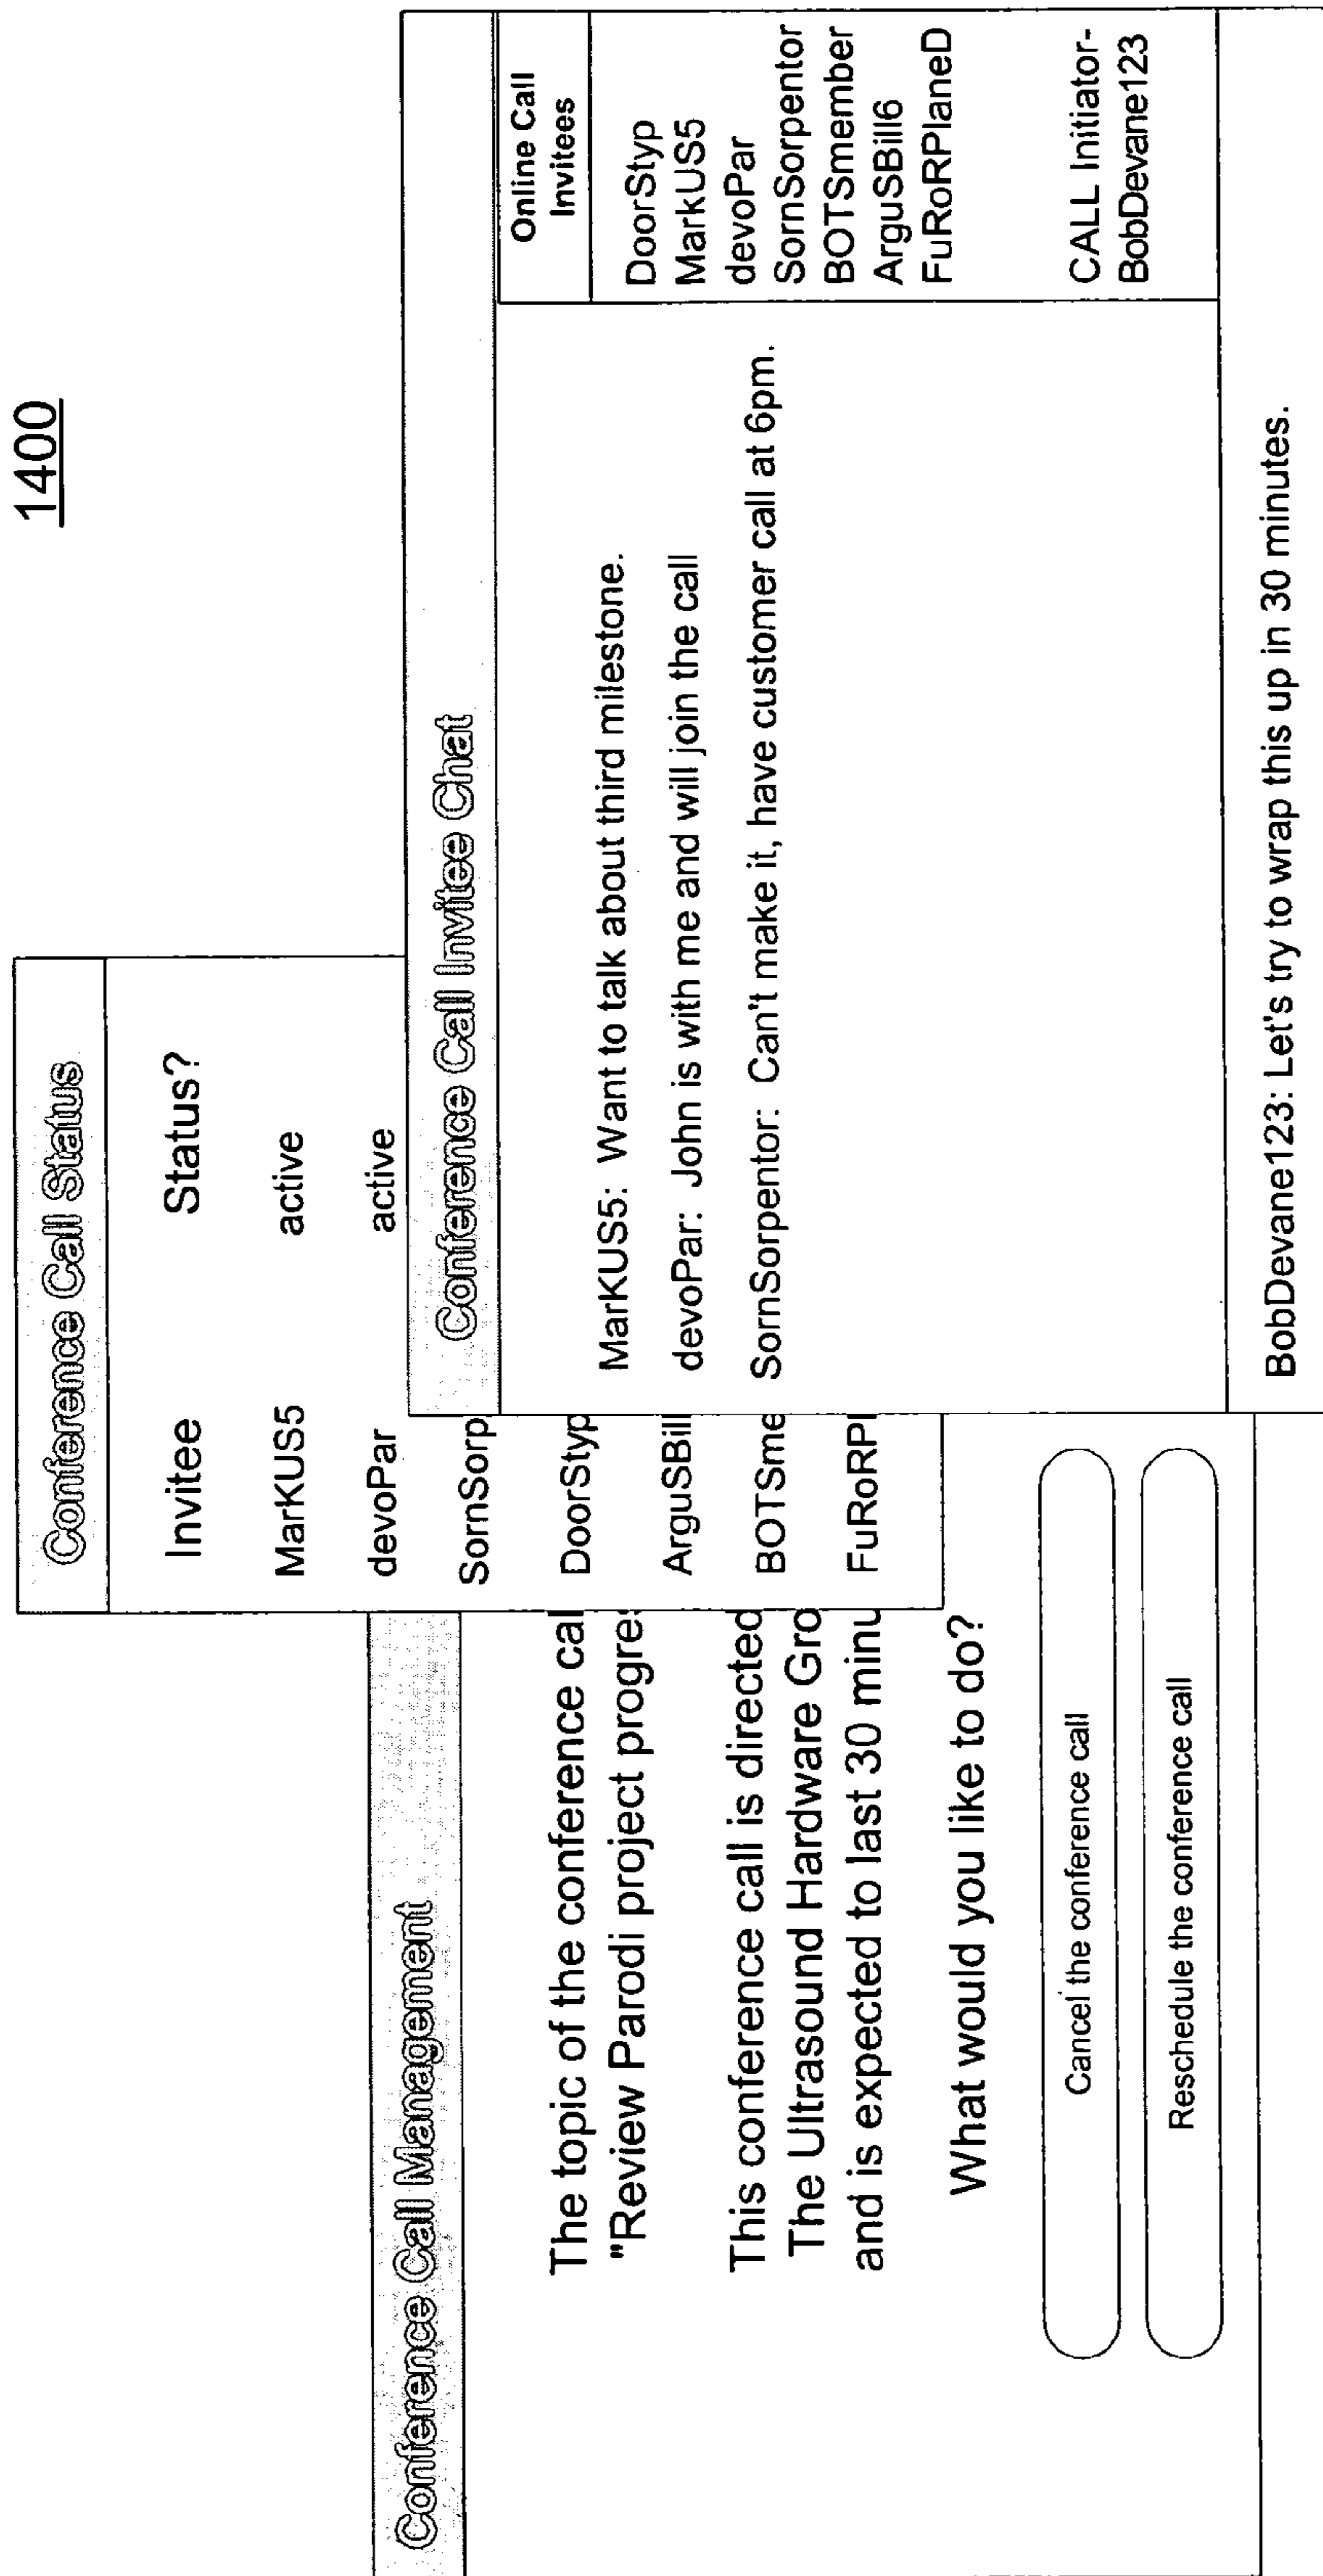 1400
Conference Call Status
Invitee Status?
MarKUS5 active
devoPar active
SornSorp
DoorStyp
ArguSBill
BOTSme
FuRoRPl
Conference Call Management
The topic of the conference cal
"Review Parodi project progre
This conference call is directed
The Ultrasound Hardware Gro
and is expected to last 30 minu
What would you like to do?
Cancel the conference call
Reschedule the conference call
Conference Call Invitee Chat
MarKUS5: Want to talk about third milestone.
devoPar: John is with me and will join the call
SornSorpentor: Can't make it, have customer call at 6pm.
Online Call
Invitees
DoorStyp
MarkUS5
devoPar
SornSorpentor
BOTSmember
ArguSBill6
FuRoRPlaneD
CALL Initiator-
BobDevane123
BobDevane123: Let's try to wrap this up in 30 minutes.